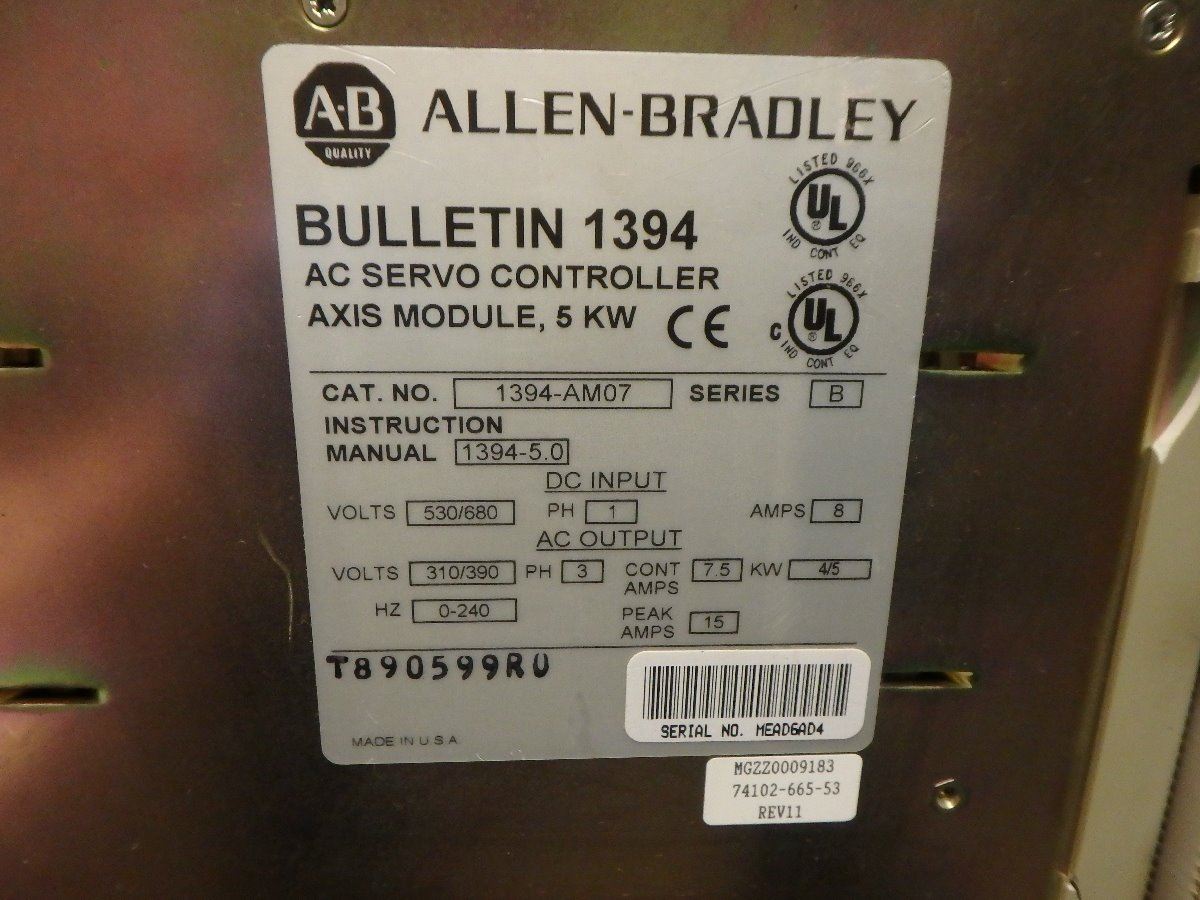 A-B
QUALITY
ALLEN-BRADLEY
LISTED 966X
UL
®
IND CONT EQ
BULLETIN 1394
AC SERVO CONTROLLER
AXIS MODULE, 5 KW
CE
LISTED 966X
C UL
®
IND CONT EQ
CAT. NO. 1394-AM07 SERIES B
INSTRUCTION
MANUAL 1394-5.0
DC INPUT
VOLTS 530/680 PH 1 AMPS 8
AC OUTPUT
VOLTS 310/390 PH 3 CONT AMPS 7.5 KW 4/5
HZ 0-240 PEAK AMPS 15
T890599RU
SERIAL NO. MEAD6AD4
MADE IN U S A
MGZZ0009183
74102-665-53
REV11